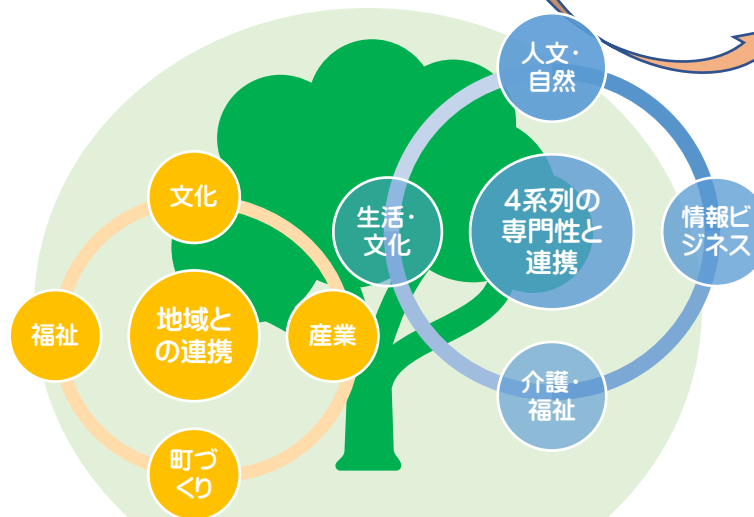 文化
福祉
地域と
の連携
産業
町づ
くり
人文・
自然
生活・
文化
4系列の
専門性と
連携
情報ビ
ジネス
介護・
福祉